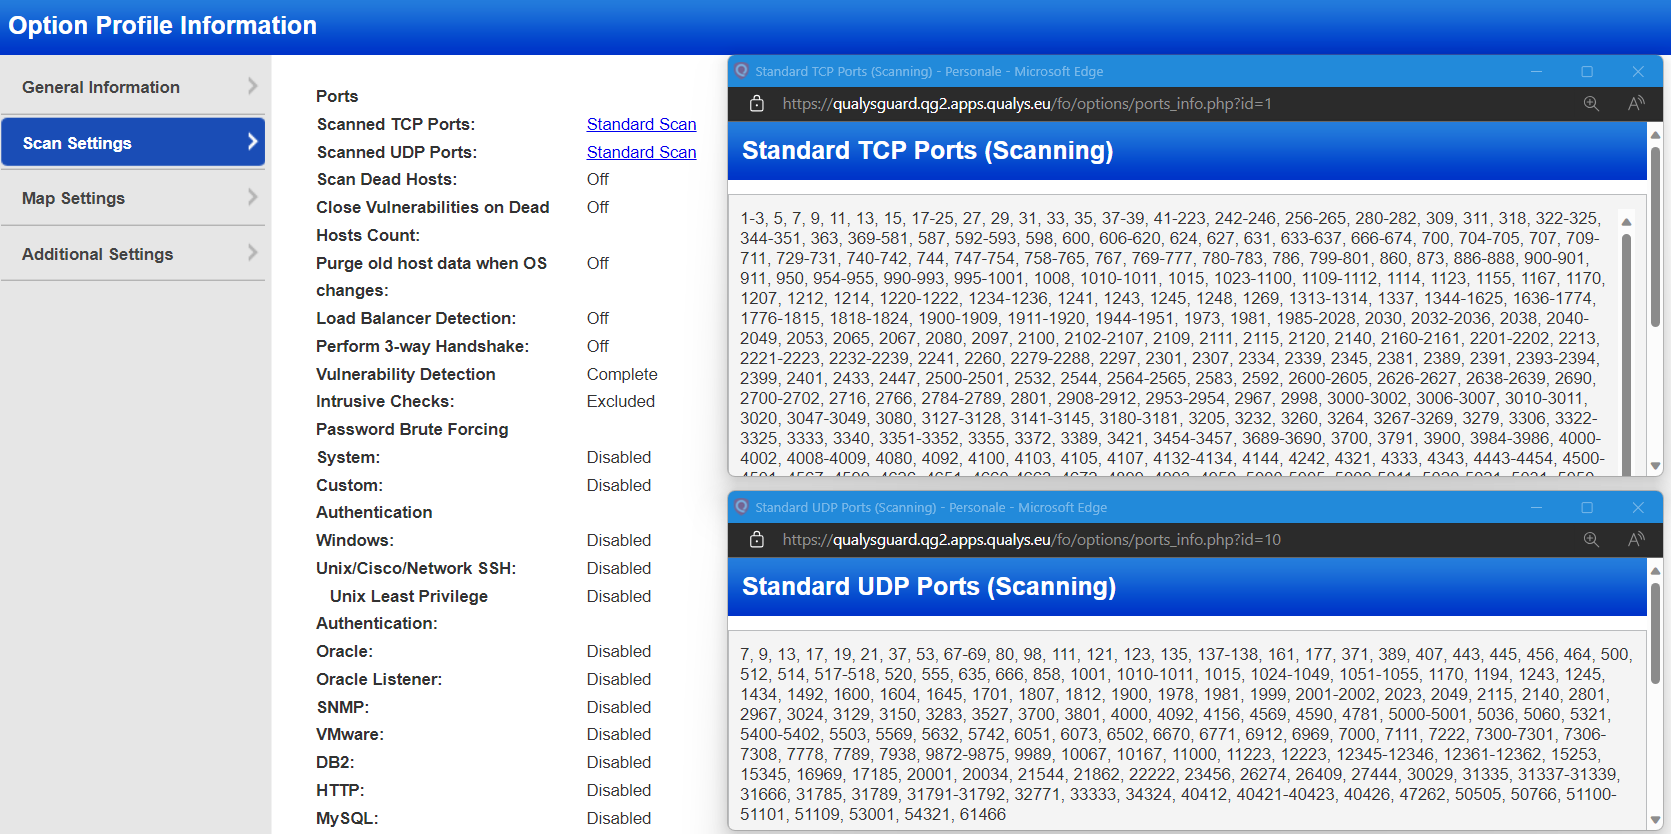 Option Profile Information
General Information
Scan Settings
Map Settings
Additional Settings
Ports
Scanned TCP Ports: Standard Scan
Scanned UDP Ports: Standard Scan
Scan Dead Hosts: Off
Close Vulnerabilities on Dead Off
Hosts Count:
Purge old host data when OS Off
changes:
Load Balancer Detection: Off
Perform 3-way Handshake: Off
Vulnerability Detection Complete
Intrusive Checks: Excluded
Password Brute Forcing
System: Disabled
Custom: Disabled
Authentication
Windows: Disabled
Unix/Cisco/Network SSH: Disabled
Unix Least Privilege Disabled
Authentication:
Oracle: Disabled
Oracle Listener: Disabled
SNMP: Disabled
VMware: Disabled
DB2: Disabled
HTTP: Disabled
MySQL: Disabled
Standard TCP Ports (Scanning) - Personale - Microsoft Edge
https://qualysguard.qg2.apps.qualys.eu/fo/options/ports_info.php?id=1
Standard TCP Ports (Scanning)
1-3, 5, 7, 9, 11, 13, 15, 17-25, 27, 29, 31, 33, 35, 37-39, 41-223, 242-246, 256-265, 280-282, 309, 311, 318, 322-325,
344-351, 363, 369-581, 587, 592-593, 598, 600, 606-620, 624, 627, 631, 633-637, 666-674, 700, 704-705, 707, 709-
711, 729-731, 740-742, 744, 747-754, 758-765, 767, 769-777, 780-783, 786, 799-801, 860, 873, 886-888, 900-901,
911, 950, 954-955, 990-993, 995-1001, 1008, 1010-1011, 1015, 1023-1100, 1109-1112, 1114, 1123, 1155, 1167, 1170,
1207, 1212, 1214, 1220-1222, 1234-1236, 1241, 1243, 1245, 1248, 1269, 1313-1314, 1337, 1344-1625, 1636-1774,
1776-1815, 1818-1824, 1900-1909, 1911-1920, 1944-1951, 1973, 1981, 1985-2028, 2030, 2032-2036, 2038, 2040-
2049, 2053, 2065, 2067, 2080, 2097, 2100, 2102-2107, 2109, 2111, 2115, 2120, 2140, 2160-2161, 2201-2202, 2213,
2221-2223, 2232-2239, 2241, 2260, 2279-2288, 2297, 2301, 2307, 2334, 2339, 2345, 2381, 2389, 2391, 2393-2394,
2399, 2401, 2433, 2447, 2500-2501, 2532, 2544, 2564-2565, 2583, 2592, 2600-2605, 2626-2627, 2638-2639, 2690,
2700-2702, 2716, 2766, 2784-2789, 2801, 2908-2912, 2953-2954, 2967, 2998, 3000-3002, 3006-3007, 3010-3011,
3020, 3047-3049, 3080, 3127-3128, 3141-3145, 3180-3181, 3205, 3232, 3260, 3264, 3267-3269, 3279, 3306, 3322-
3325, 3333, 3340, 3351-3352, 3355, 3372, 3389, 3421, 3454-3457, 3689-3690, 3700, 3791, 3900, 3984-3986, 4000-
4002, 4008-4009, 4080, 4092, 4100, 4103, 4105, 4107, 4132-4134, 4144, 4242, 4321, 4333, 4343, 4443-4454, 4500-
Standard UDP Ports (Scanning) - Personale - Microsoft Edge
https://qualysguard.qg2.apps.qualys.eu/fo/options/ports_info.php?id=10
Standard UDP Ports (Scanning)
7, 9, 13, 17, 19, 21, 37, 53, 67-69, 80, 98, 111, 121, 123, 135, 137-138, 161, 177, 371, 389, 407, 443, 445, 456, 464, 500,
512, 514, 517-518, 520, 555, 635, 666, 858, 1001, 1010-1011, 1015, 1024-1049, 1051-1055, 1170, 1194, 1243, 1245,
1434, 1492, 1600, 1604, 1645, 1701, 1807, 1812, 1900, 1978, 1981, 1999, 2001-2002, 2023, 2049, 2115, 2140, 2801,
2967, 3024, 3129, 3150, 3283, 3527, 3700, 3801, 4000, 4092, 4156, 4569, 4590, 4781, 5000-5001, 5036, 5060, 5321,
5400-5402, 5503, 5569, 5632, 5742, 6051, 6073, 6502, 6670, 6771, 6912, 6969, 7000, 7111, 7222, 7300-7301, 7306-
7308, 7778, 7789, 7938, 9872-9875, 9989, 10067, 10167, 11000, 11223, 12223, 12345-12346, 12361-12362, 15253,
15345, 16969, 17185, 20001, 20034, 21544, 21862, 22222, 23456, 26274, 26409, 27444, 30029, 31335, 31337-31339,
31666, 31785, 31789, 31791-31792, 32771, 33333, 34324, 40412, 40421-40423, 40426, 47262, 50505, 50766, 51100-
51101, 51109, 53001, 54321, 61466